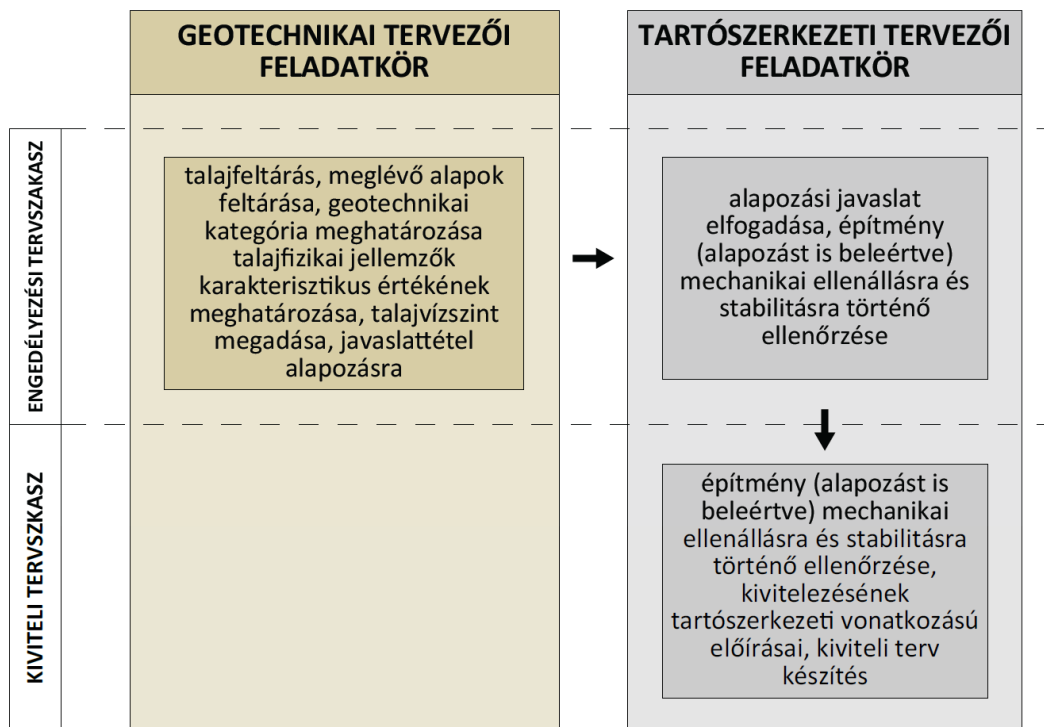 GEOTECHNIKAI TERVEZŐI
FELADATKÖR
TARTÓSZERKEZETI TERVEZŐI
FELADATKÖR
ENGEDÉLYEZÉSI TERVSZAKASZ
talajfeltárás, meglévő alapok
feltárása, geotechnikai
kategória meghatározása
talajfizikai jellemzők
karakterisztikus értékének
meghatározása, talajvízszint
megadása, javaslattétel
alapozásra
alapozási javaslat
elfogadása, építmény
(alapozást is beleértve)
mechanikai ellenállásra és
stabilitásra történő
ellenőrzése
KIVITELI TERVSZKASZ
építmény (alapozást is
beleértve) mechanikai
ellenállásra és stabilitásra
történő ellenőrzése,
kivitelezésének
tartószerkezeti vonatkozású
előírásai, kiviteli terv
készítés